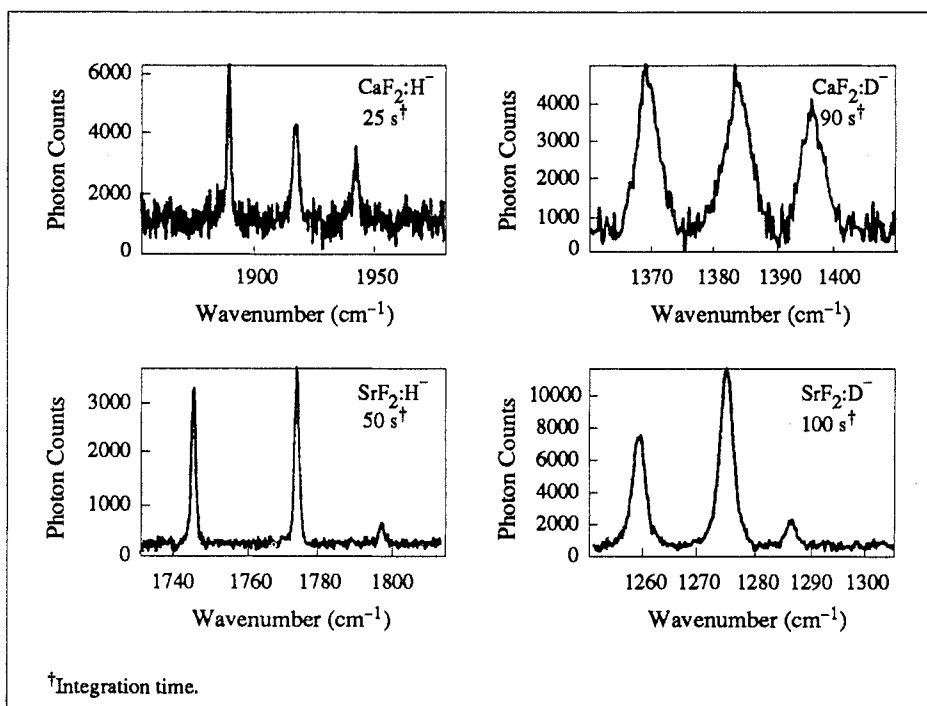 Photon Counts
6000
4000
2000
0
CaF₂:H⁻
25 s†
1900 1950
Wavenumber (cm⁻¹)
Photon Counts
4000
3000
2000
1000
0
CaF₂:D⁻
90 s†
1370 1380 1390 1400
Wavenumber (cm⁻¹)
Photon Counts
3000
2000
1000
0
SrF₂:H⁻
50 s†
1740 1760 1780 1800
Wavenumber (cm⁻¹)
Photon Counts
10000
8000
6000
4000
2000
0
SrF₂:D⁻
100 s†
1260 1270 1280 1290 1300
Wavenumber (cm⁻¹)
†Integration time.